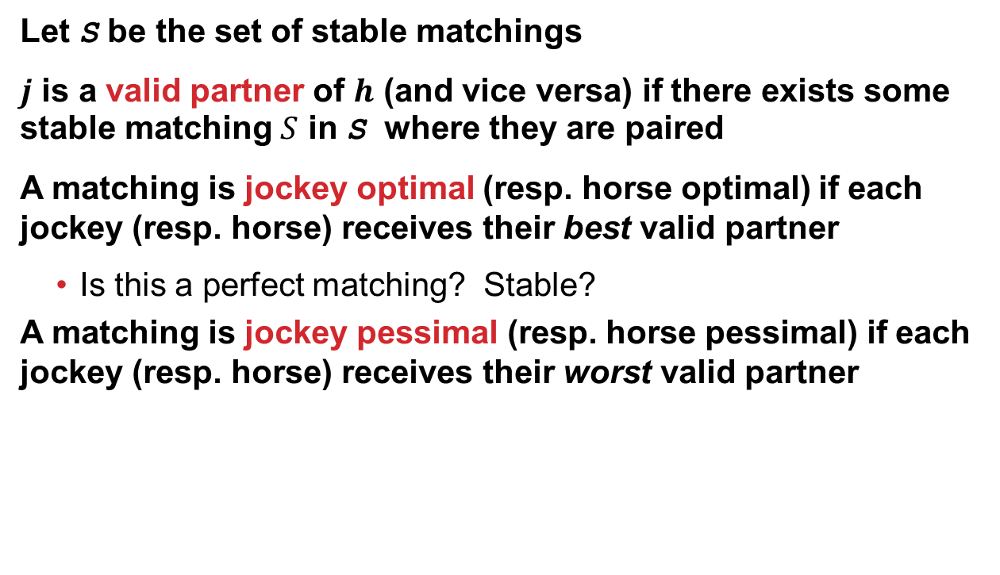 Let 𝒮 be the set of stable matchings
j is a valid partner of h (and vice versa) if there exists some
stable matching S in 𝒮 where they are paired
A matching is jockey optimal (resp. horse optimal) if each
jockey (resp. horse) receives their best valid partner
• Is this a perfect matching? Stable?
A matching is jockey pessimal (resp. horse pessimal) if each
jockey (resp. horse) receives their worst valid partner